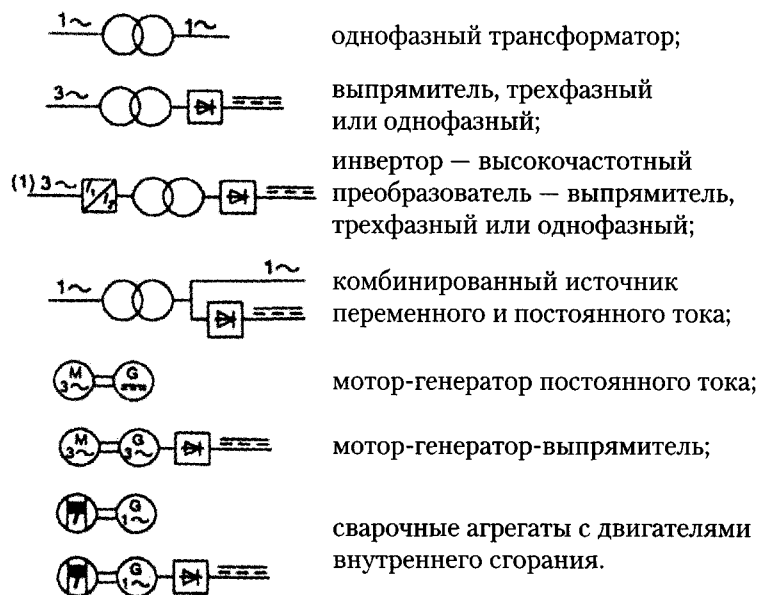 1~ 1~ однофазный трансформатор;
3~ выпрямитель, трехфазный
или однофазный;
инвертор — высокочастотный
(1) 3~ преобразователь — выпрямитель,
трехфазный или однофазный;
1~ 1~ комбинированный источник
переменного и постоянного тока;
M 3~ G мотор-генератор постоянного тока;
M 3~ G 3~ мотор-генератор-выпрямитель;
G 1~
сварочные агрегаты с двигателями
внутреннего сгорания.
G 1~